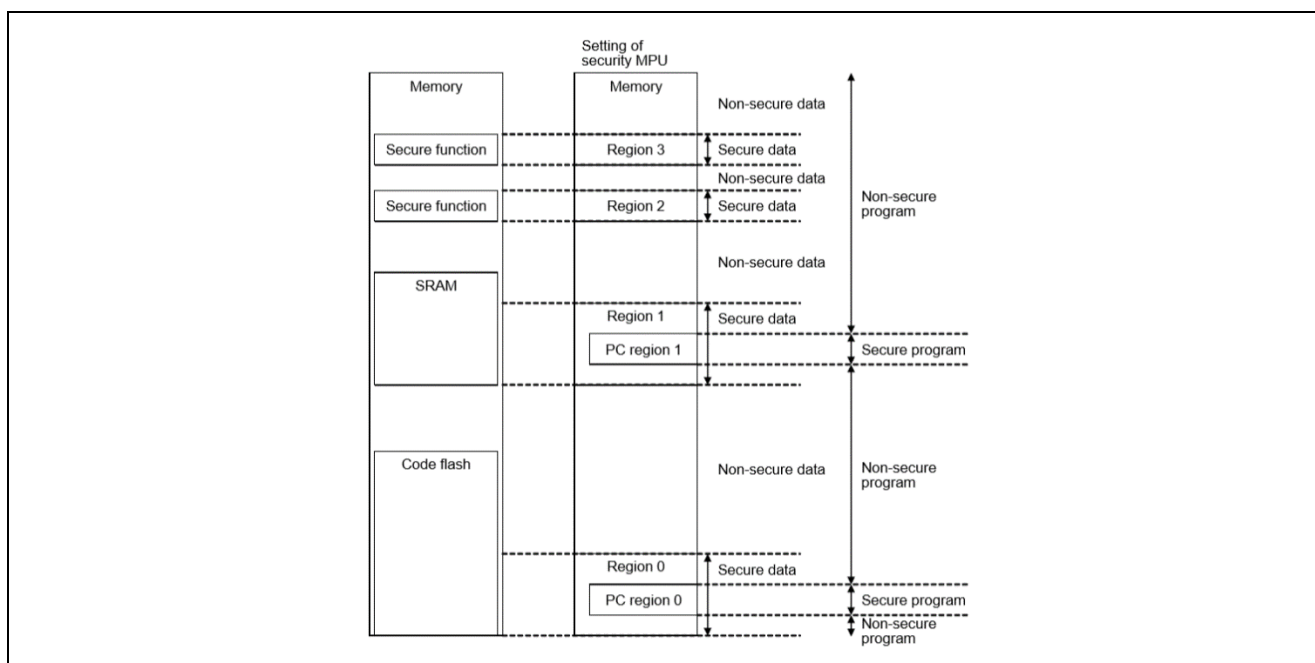 Setting of
security MPU
Memory
Memory
Non-secure data
Secure function
Region 3
Secure data
Non-secure data
Non-secure
program
Secure function
Region 2
Secure data
Non-secure data
SRAM
Region 1
Secure data
PC region 1
Secure program
Code flash
Non-secure data
Non-secure
program
Region 0
Secure data
PC region 0
Secure program
Non-secure
program